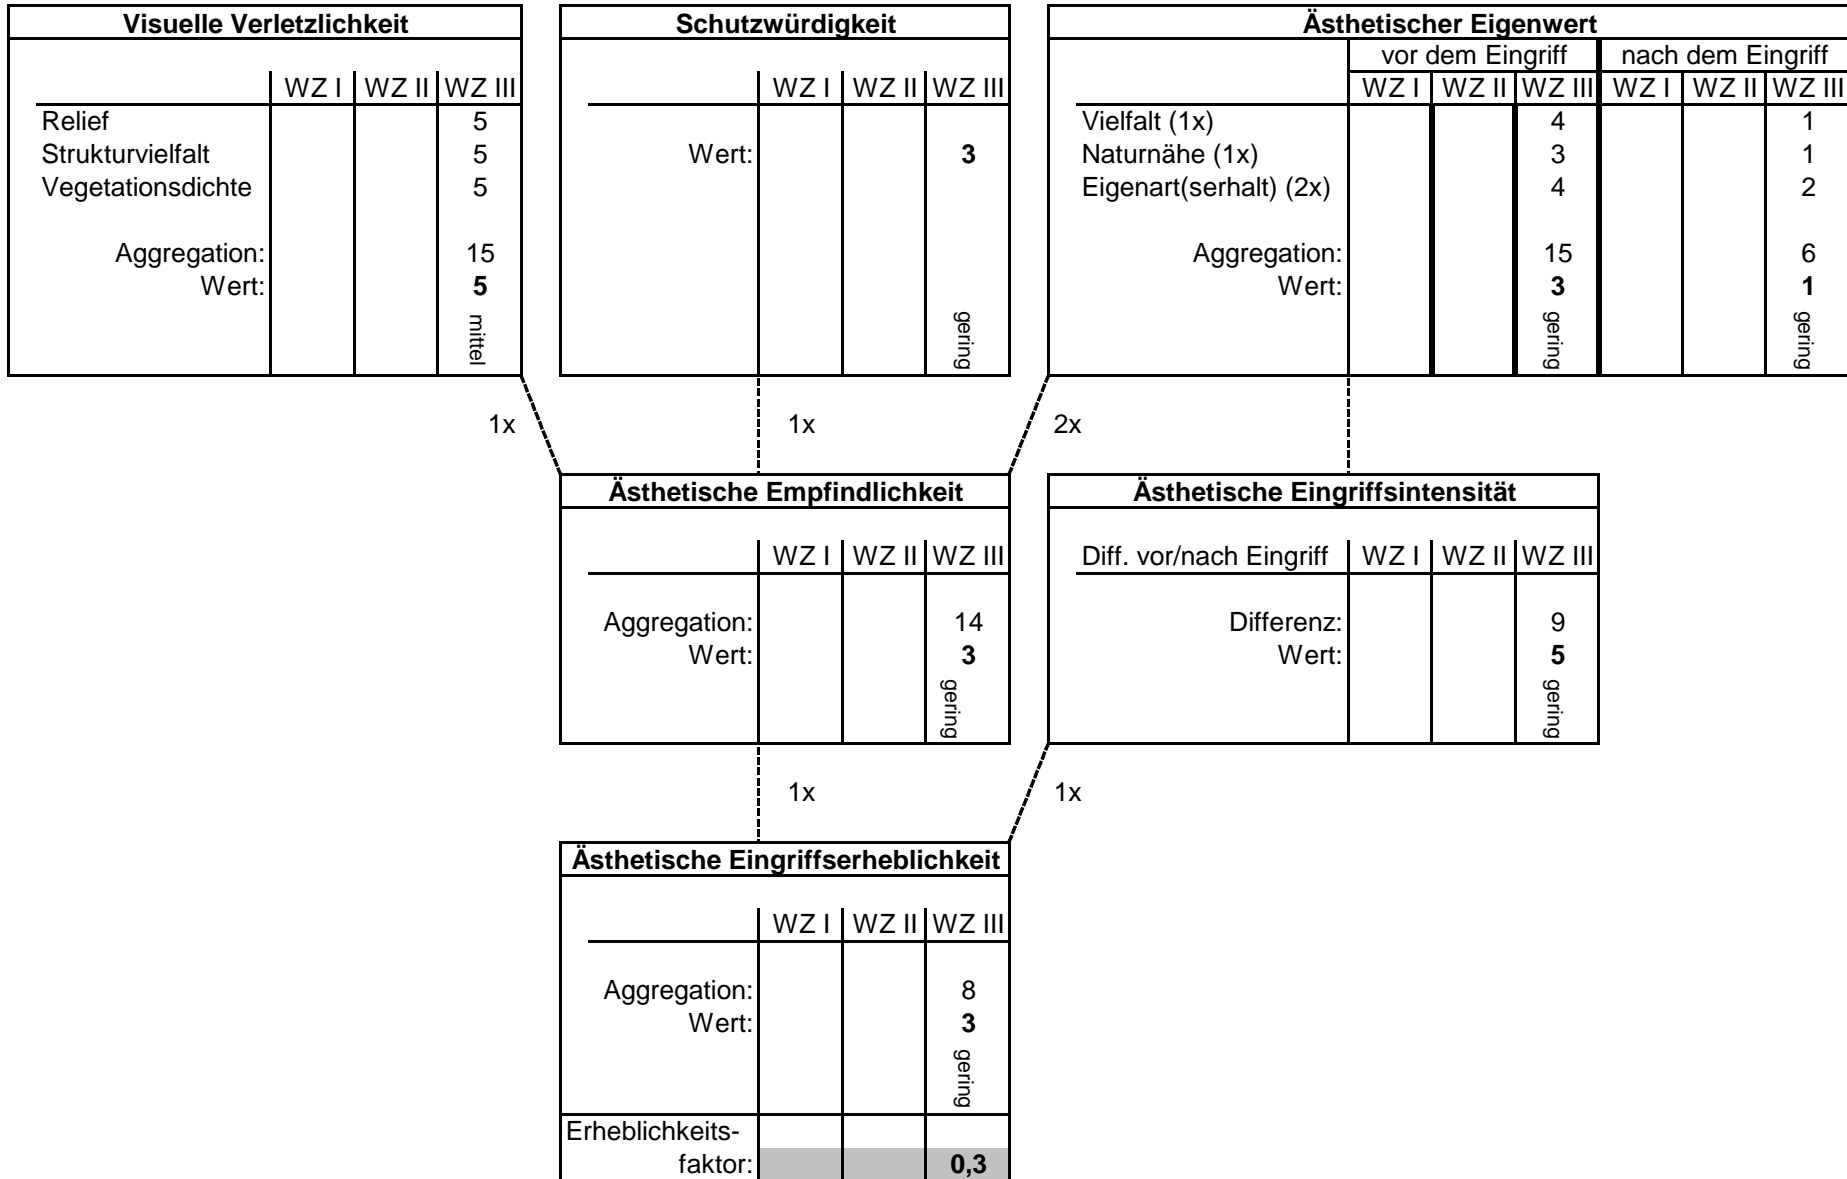 Visuelle Verletzlichkeit
WZ I WZ II WZ III
Relief 5
Strukturvielfalt 5
Vegetationsdichte 5
Aggregation: 15
Wert: 5
mittel
Schutzwürdigkeit
WZ I WZ II WZ III
Wert: 3
gering
Ästhetischer Eigenwert
vor dem Eingriff nach dem Eingriff
WZ I WZ II WZ III WZ I WZ II WZ III
Vielfalt (1x) 4 1
Naturnähe (1x) 3 1
Eigenart(serhalt) (2x) 4 2
Aggregation: 15 6
Wert: 3 1
gering gering
1x 1x 2x
Ästhetische Empfindlichkeit
WZ I WZ II WZ III
Aggregation: 14
Wert: 3
gering
Ästhetische Eingriffsintensität
Diff. vor/nach Eingriff WZ I WZ II WZ III
Differenz: 9
Wert: 5
gering
1x 1x
Ästhetische Eingriffserheblichkeit
WZ I WZ II WZ III
Aggregation: 8
Wert: 3
gering
Erheblichkeits-
faktor: 0,3